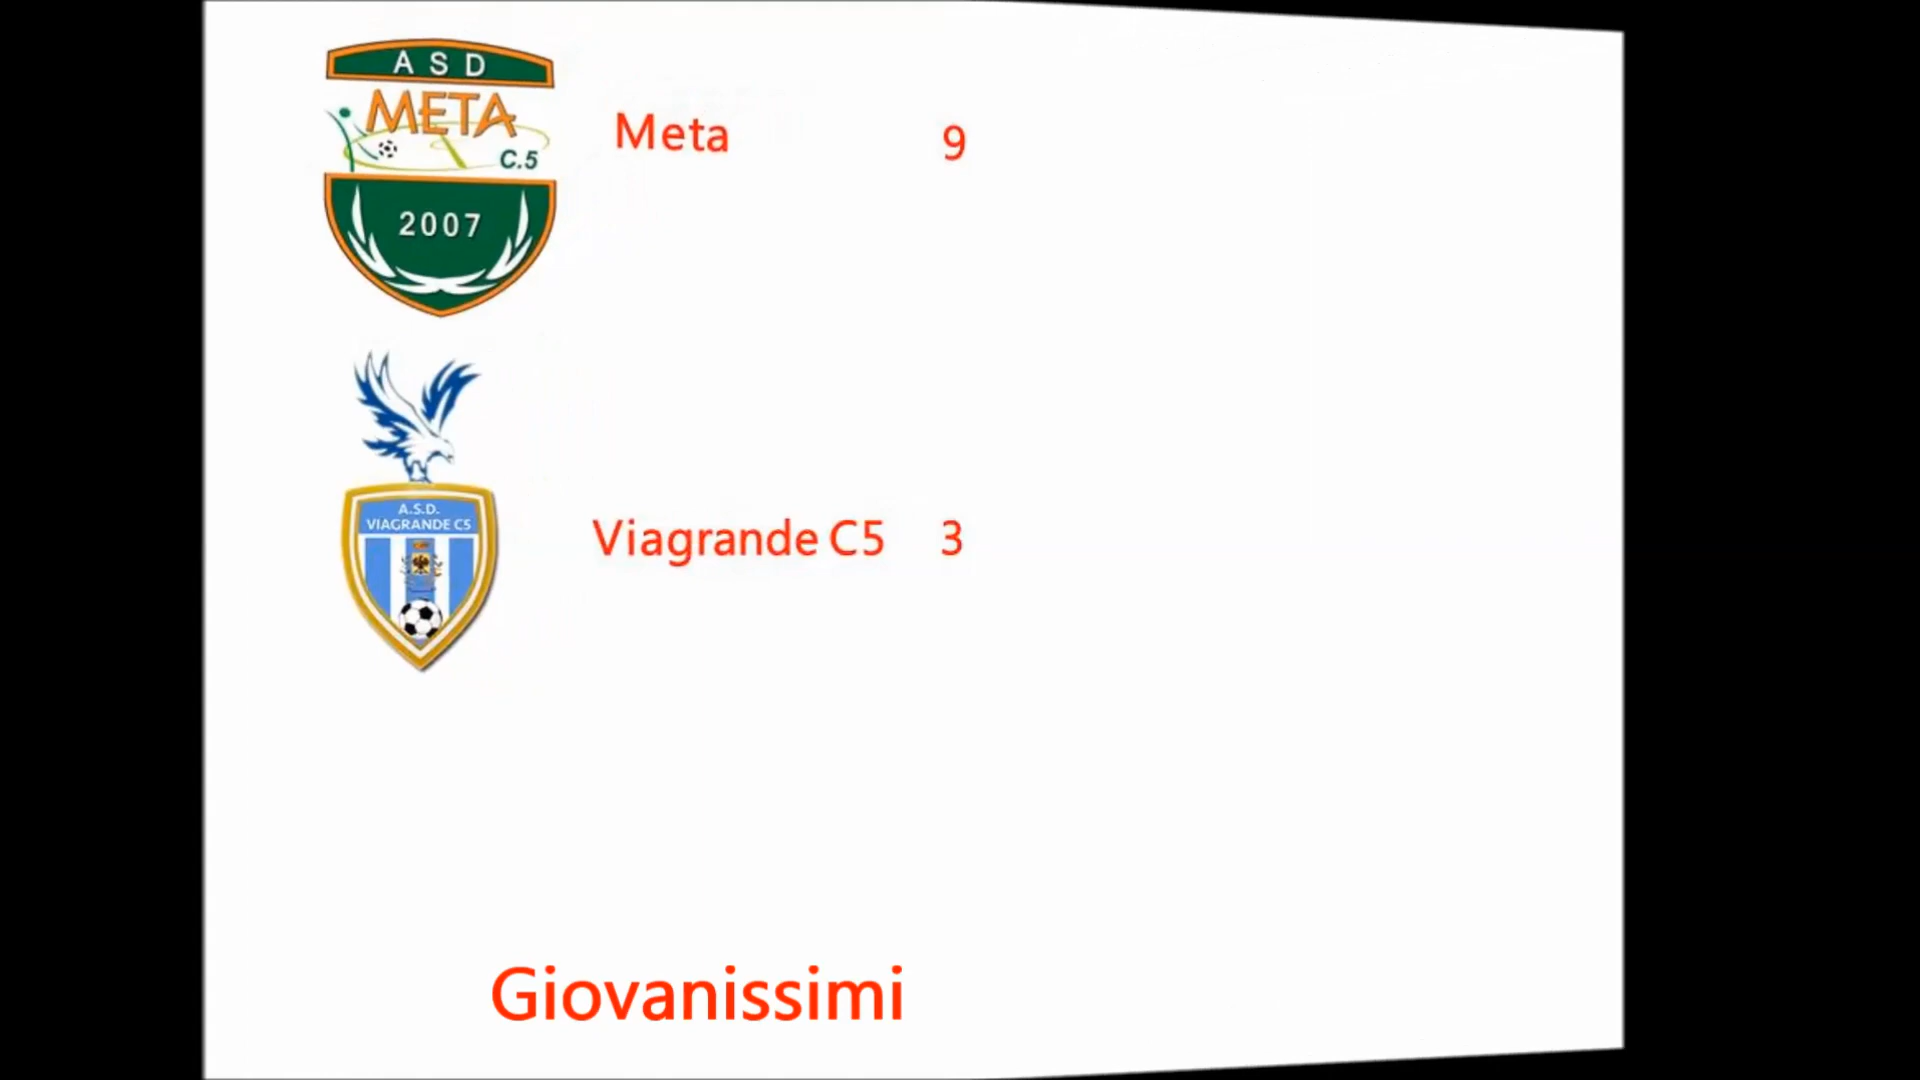 A S D
META
C.5
2007
Meta 9
A.S.D.
VIAGRANDE C5
Viagrande C5 3
Giovanissimi